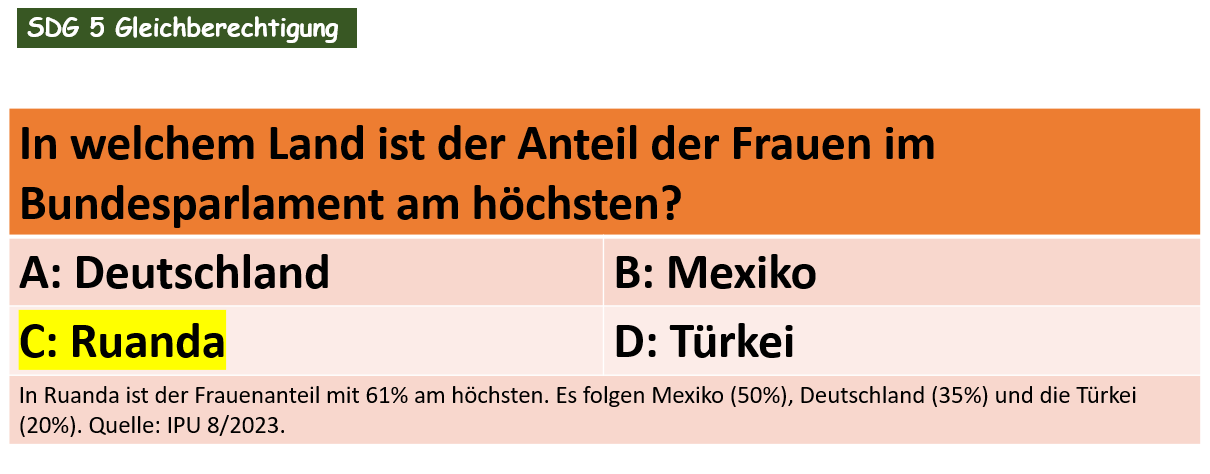 SDG 5 Gleichberechtigung
In welchem Land ist der Anteil der Frauen im
Bundesparlament am höchsten?
A: Deutschland
B: Mexiko
C: Ruanda
D: Türkei
In Ruanda ist der Frauenanteil mit 61% am höchsten. Es folgen Mexiko (50%), Deutschland (35%) und die Türkei
(20%). Quelle: IPU 8/2023.